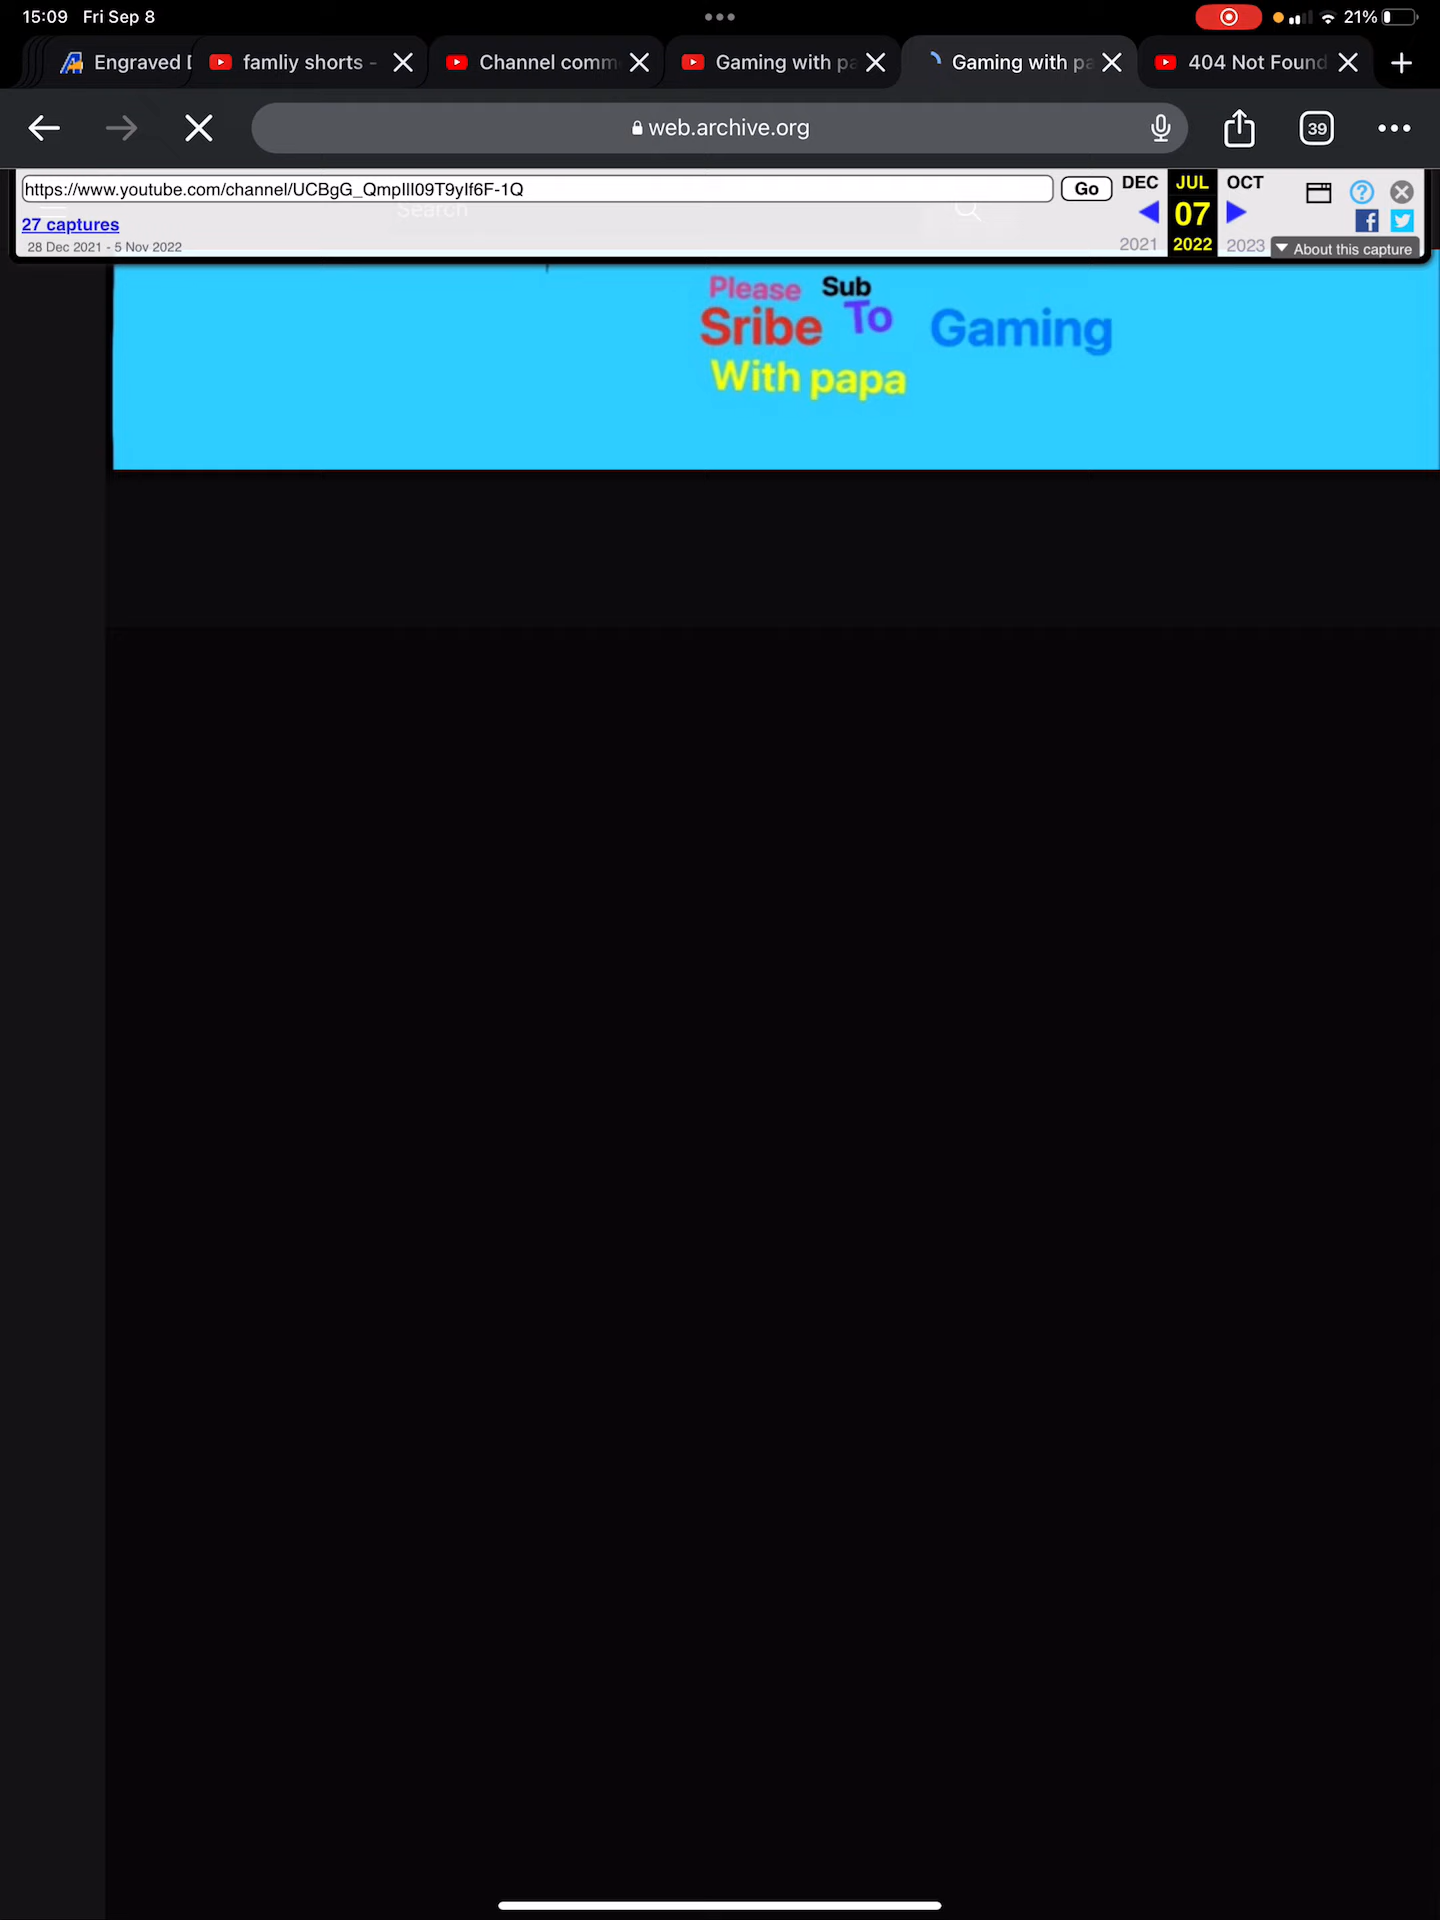 15:09 Fri Sep 8 21%
Engraved famliy shorts - Channel comm Gaming with pa Gaming with pa 404 Not Found
web.archive.org 39
https://www.youtube.com/channel/UCBgG_QmpIII09T9yIf6F-1Q Go DEC JUL OCT
Search
27 captures 07
28 Dec 2021 - 5 Nov 2022 2021 2022 2023 About this capture
Please Sub
Sribe To Gaming
With papa